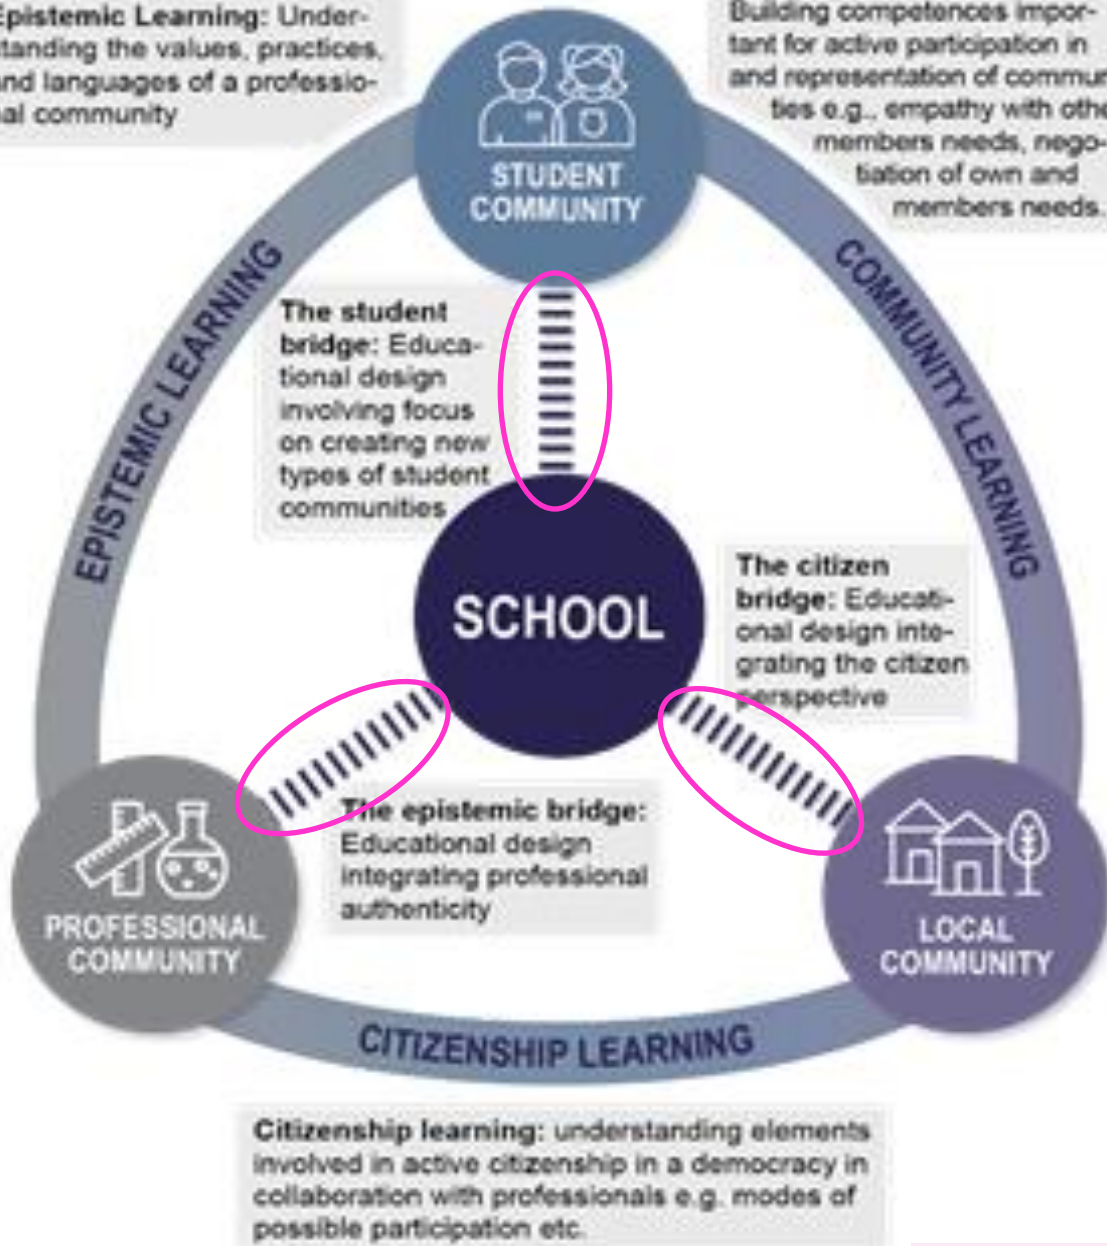 Epistemic Learning: Under-
standing the values, practices,
and languages of a professio-
nal community
Building competences impor-
tant for active participation in
and representation of communi
ties e.g., empathy with othe
members needs, nego-
tiation of own and
members needs.
STUDENT
COMMUNITY
EPISTEMIC LEARNING
COMMUNITY LEARNING
The student
bridge: Educa-
tional design
involving focus
on creating new
types of student
communities
SCHOOL
The citizen
bridge: Educati-
onal design inte-
grating the citizen
perspective
The epistemic bridge:
Educational design
integrating professional
authenticity
PROFESSIONAL
COMMUNITY
LOCAL
COMMUNITY
CITIZENSHIP LEARNING
Citizenship learning: understanding elements
involved in active citizenship in a democracy in
collaboration with professionals e.g. modes of
possible participation etc.